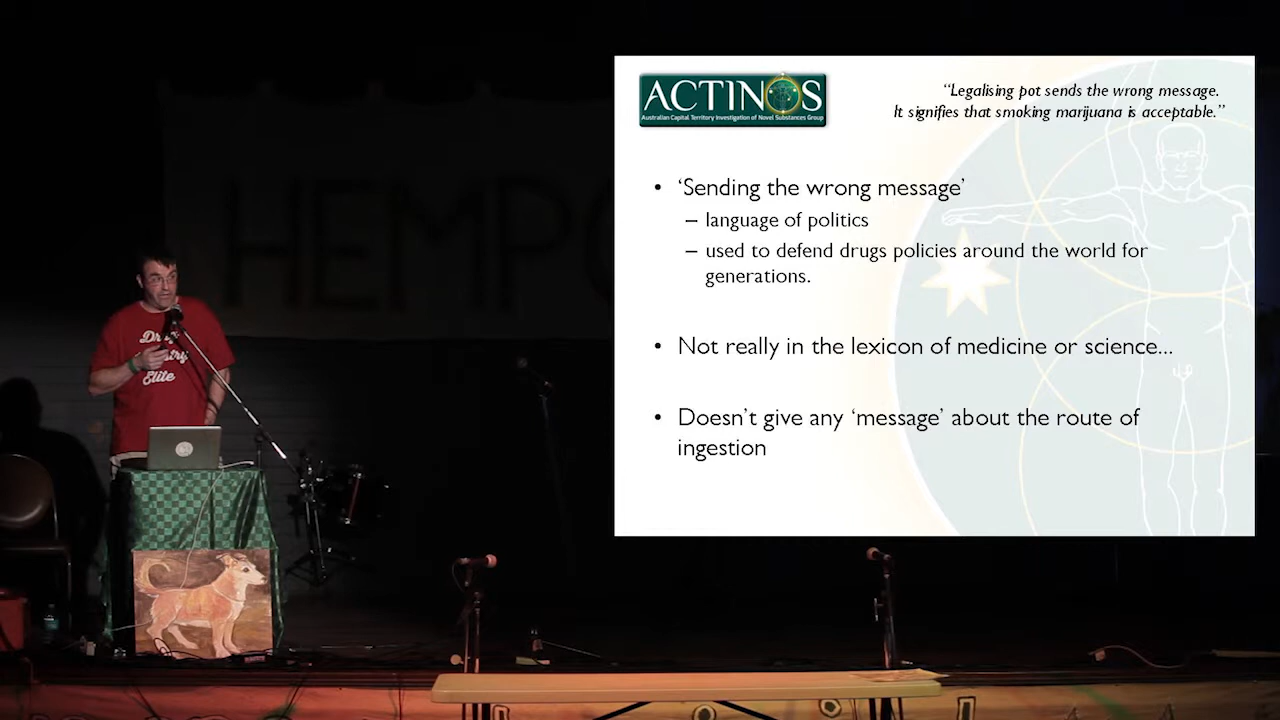 ACTINOS
Australian Capital Territory Investigation of Novel Substances Group
“Legalising pot sends the wrong message.
It signifies that smoking marijuana is acceptable.”
• ‘Sending the wrong message’
– language of politics
– used to defend drugs policies around the world for
generations.
• Not really in the lexicon of medicine or science...
• Doesn’t give any ‘message’ about the route of
ingestion
HEMP
Elite